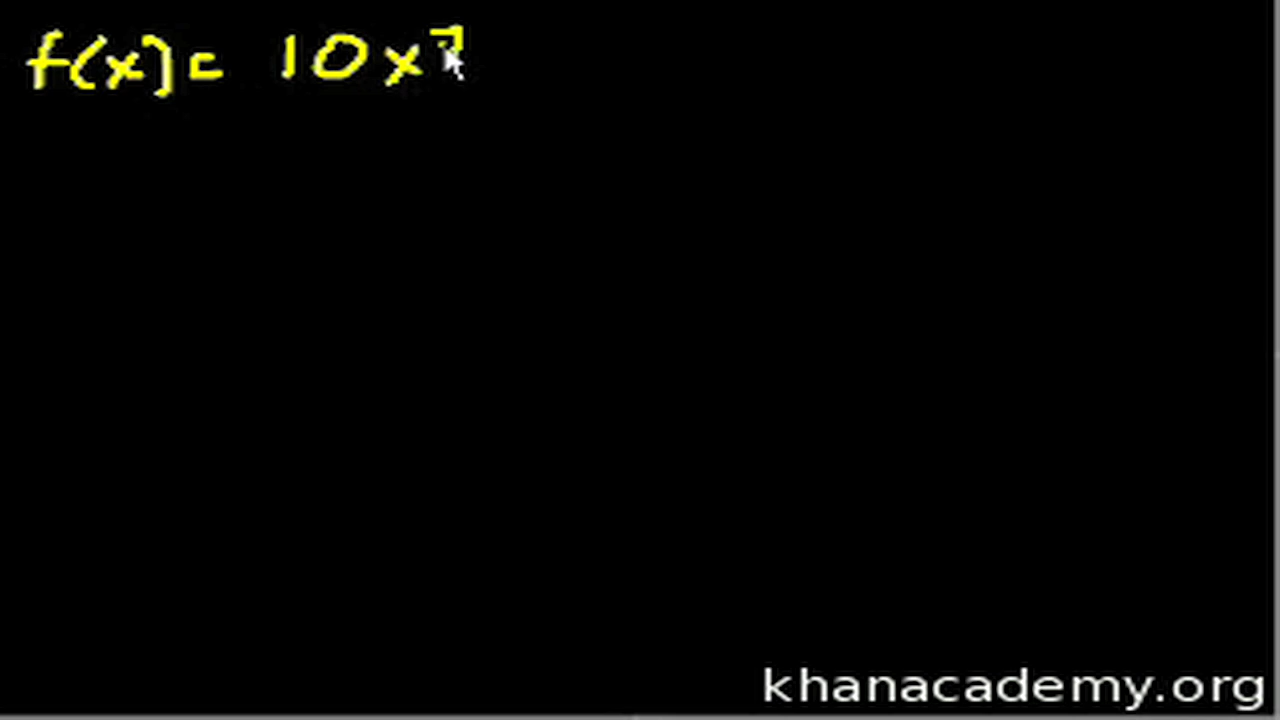 f(x) = 10x⁷
khanacademy.org